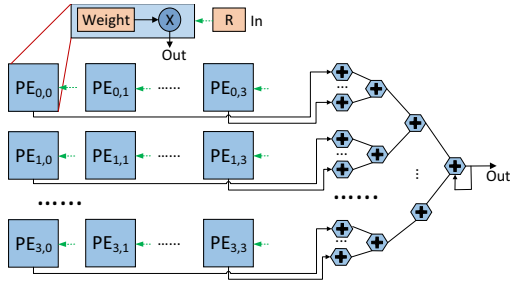 Weight X R In
Out
PE0,0 PE0,1 ...... PE0,3 ...
PE1,0 PE1,1 ...... PE1,3 ...
...... ...... ⋮ Out
PE3,0 PE3,1 ...... PE3,3 ...